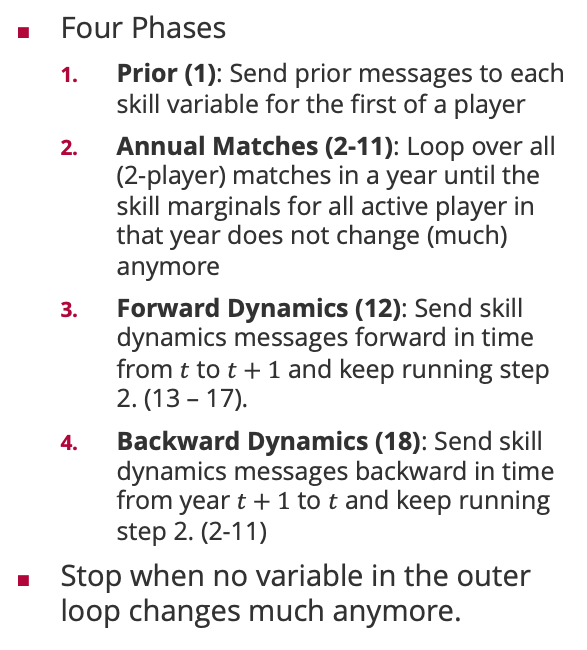 ▪ Four Phases
1. Prior (1): Send prior messages to each
skill variable for the first of a player
2. Annual Matches (2-11): Loop over all
(2-player) matches in a year until the
skill marginals for all active player in
that year does not change (much)
anymore
3. Forward Dynamics (12): Send skill
dynamics messages forward in time
from t to t + 1 and keep running step
2. (13 – 17).
4. Backward Dynamics (18): Send skill
dynamics messages backward in time
from year t + 1 to t and keep running
step 2. (2-11)
▪ Stop when no variable in the outer
loop changes much anymore.